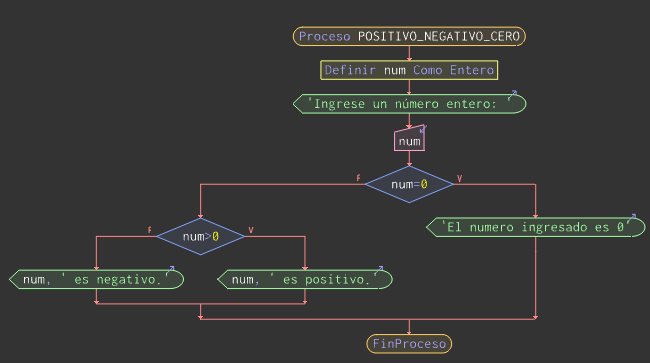 Proceso POSITIVO_NEGATIVO_CERO
Definir num Como Entero
'Ingrese un número entero: '
num
num=0
F
V
num>0
'El numero ingresado es 0'
F
V
num, ' es negativo.'
num, ' es positivo.'
FinProceso